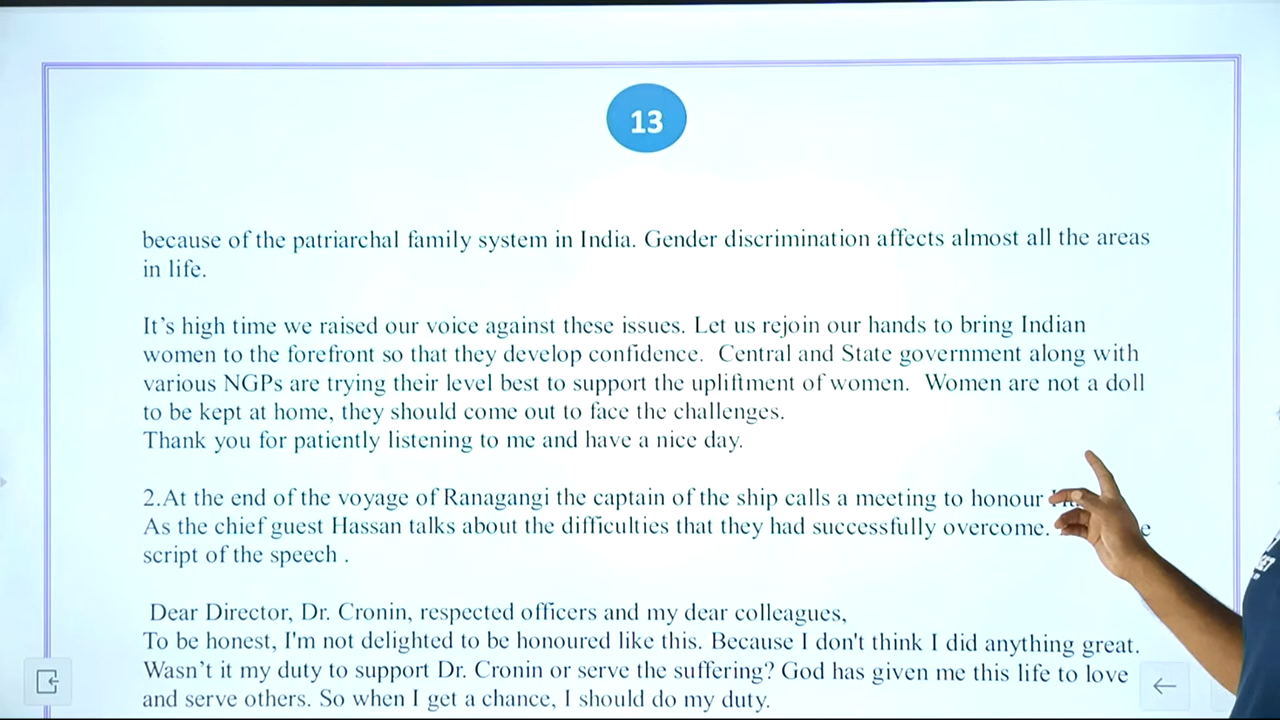 13
because of the patriarchal family system in India. Gender discrimination affects almost all the areas
in life.
It's high time we raised our voice against these issues. Let us rejoin our hands to bring Indian
women to the forefront so that they develop confidence. Central and State government along with
various NGPs are trying their level best to support the upliftment of women. Women are not a doll
to be kept at home, they should come out to face the challenges.
Thank you for patiently listening to me and have a nice day.
2.At the end of the voyage of Ranagangi the captain of the ship calls a meeting to honour
As the chief guest Hassan talks about the difficulties that they had successfully overcome.
script of the speech .
Dear Director, Dr. Cronin, respected officers and my dear colleagues,
To be honest, I'm not delighted to be honoured like this. Because I don't think I did anything great.
Wasn't it my duty to support Dr. Cronin or serve the suffering? God has given me this life to love
and serve others. So when I get a chance, I should do my duty.